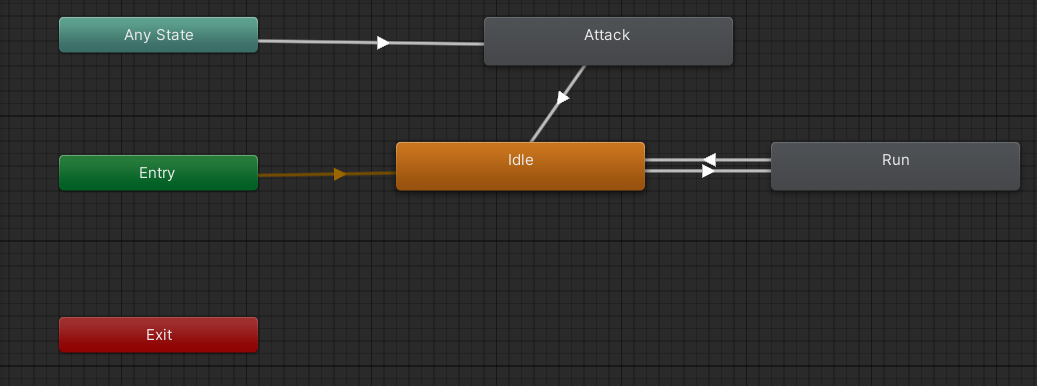 Any State
Attack
Entry
Idle
Run
Exit